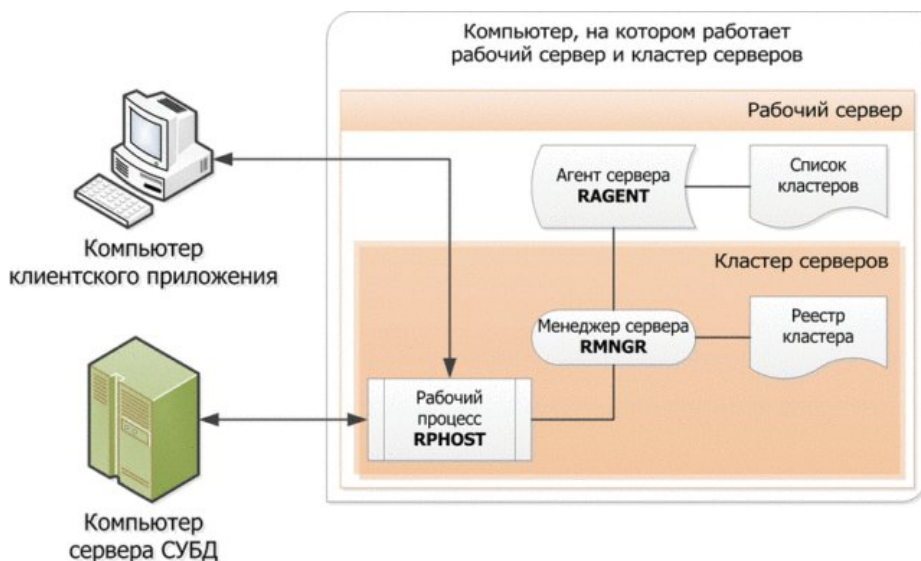 Компьютер, на котором работает
рабочий сервер и кластер серверов
Рабочий сервер
Агент сервера
RAGENT
Список
кластеров
Компьютер
клиентского приложения
Кластер серверов
Менеджер сервера
RMNGR
Реестр
кластера
Рабочий
процесс
RPHOST
Компьютер
сервера СУБД